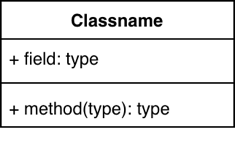 Classname
+ field: type
+ method(type): type